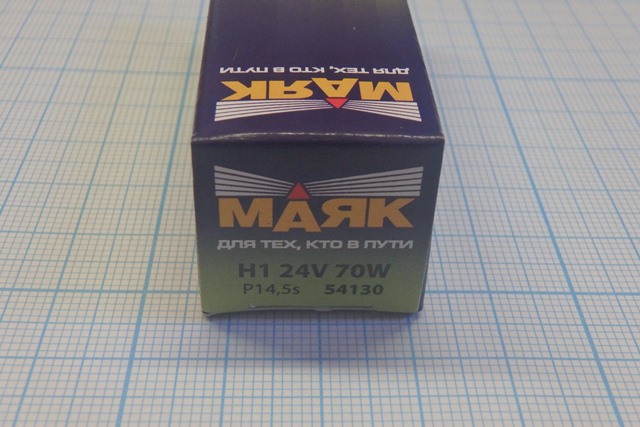 ДЛЯ ТЕХ, КТО В ПУТИ
МАЯК
МАЯК
ДЛЯ ТЕХ, КТО В ПУТИ
H1 24V 70W
P14,5s 54130